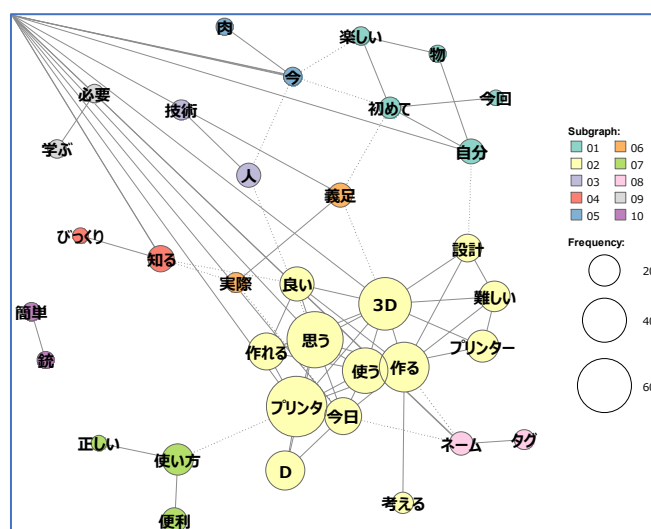 肉
楽しい
物
今
必要
技術
初めて
今回
学ぶ
自分
人
義足
びっくり
知る
設計
実際
良い
難しい
3D
簡単
思う
作れる
プリンター
銃
使う
作る
プリンタ
今日
正しい
使い方
ネーム
タグ
D
考える
便利
Subgraph:
01 06
02 07
03 08
04 09
05 10
Frequency:
20
40
60